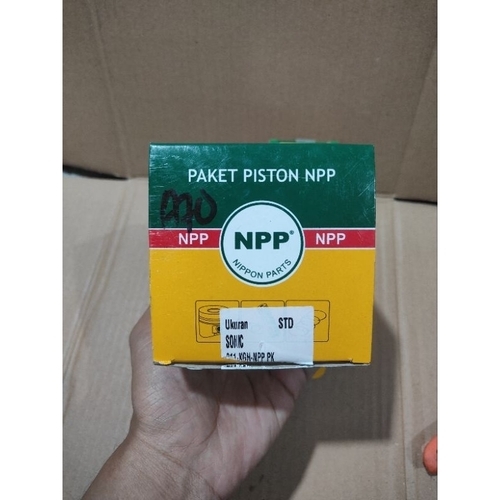 PAKET PISTON NPP
NPP
NPP®
NPP
NIPPON PARTS
Ukuran STD
SONIC